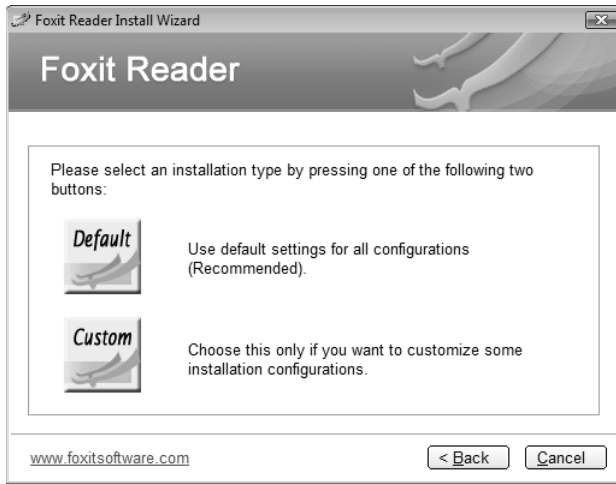 Foxit Reader Install Wizard
Foxit Reader
Please select an installation type by pressing one of the following two
buttons:
Default
Use default settings for all configurations
(Recommended).
Custom
Choose this only if you want to customize some
installation configurations.
www.foxitsoftware.com
< Back
Cancel